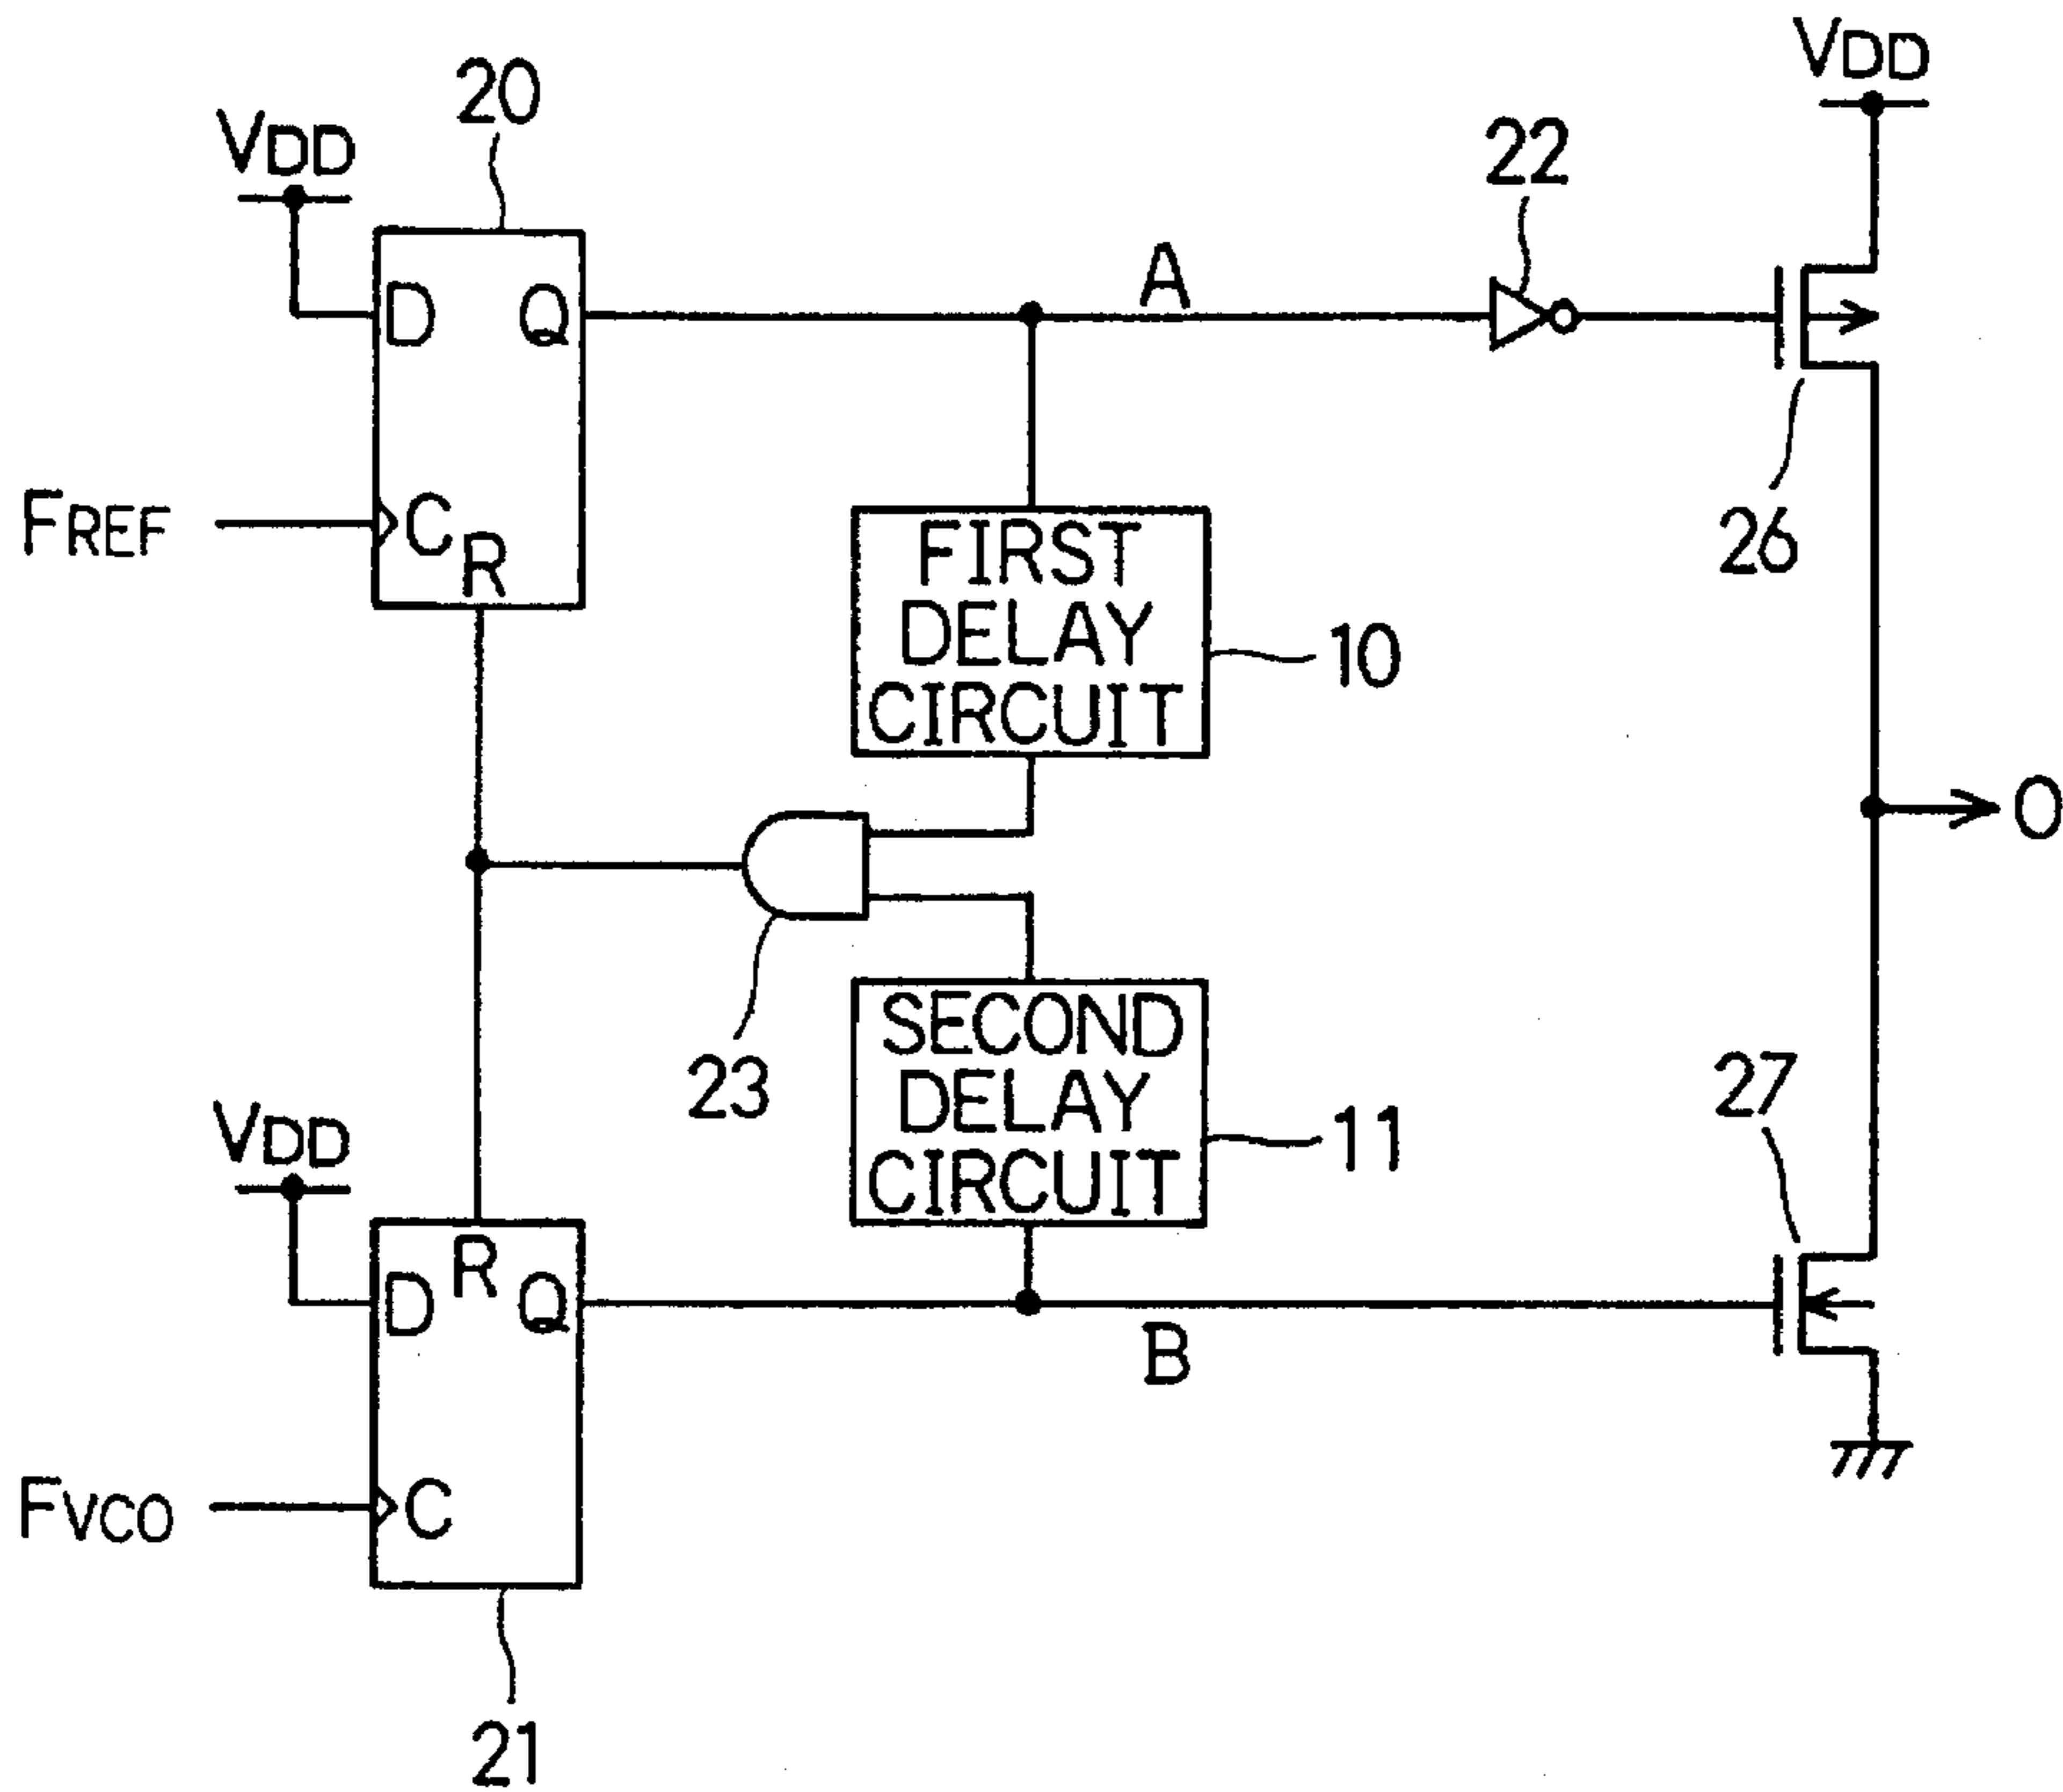 VDD
20
VDD
22
D Q
A
26
FREF
C
R
FIRST
DELAY
CIRCUIT
10
O
23
SECOND
DELAY
CIRCUIT
11
27
VDD
R
D Q
B
FVCO
C
21